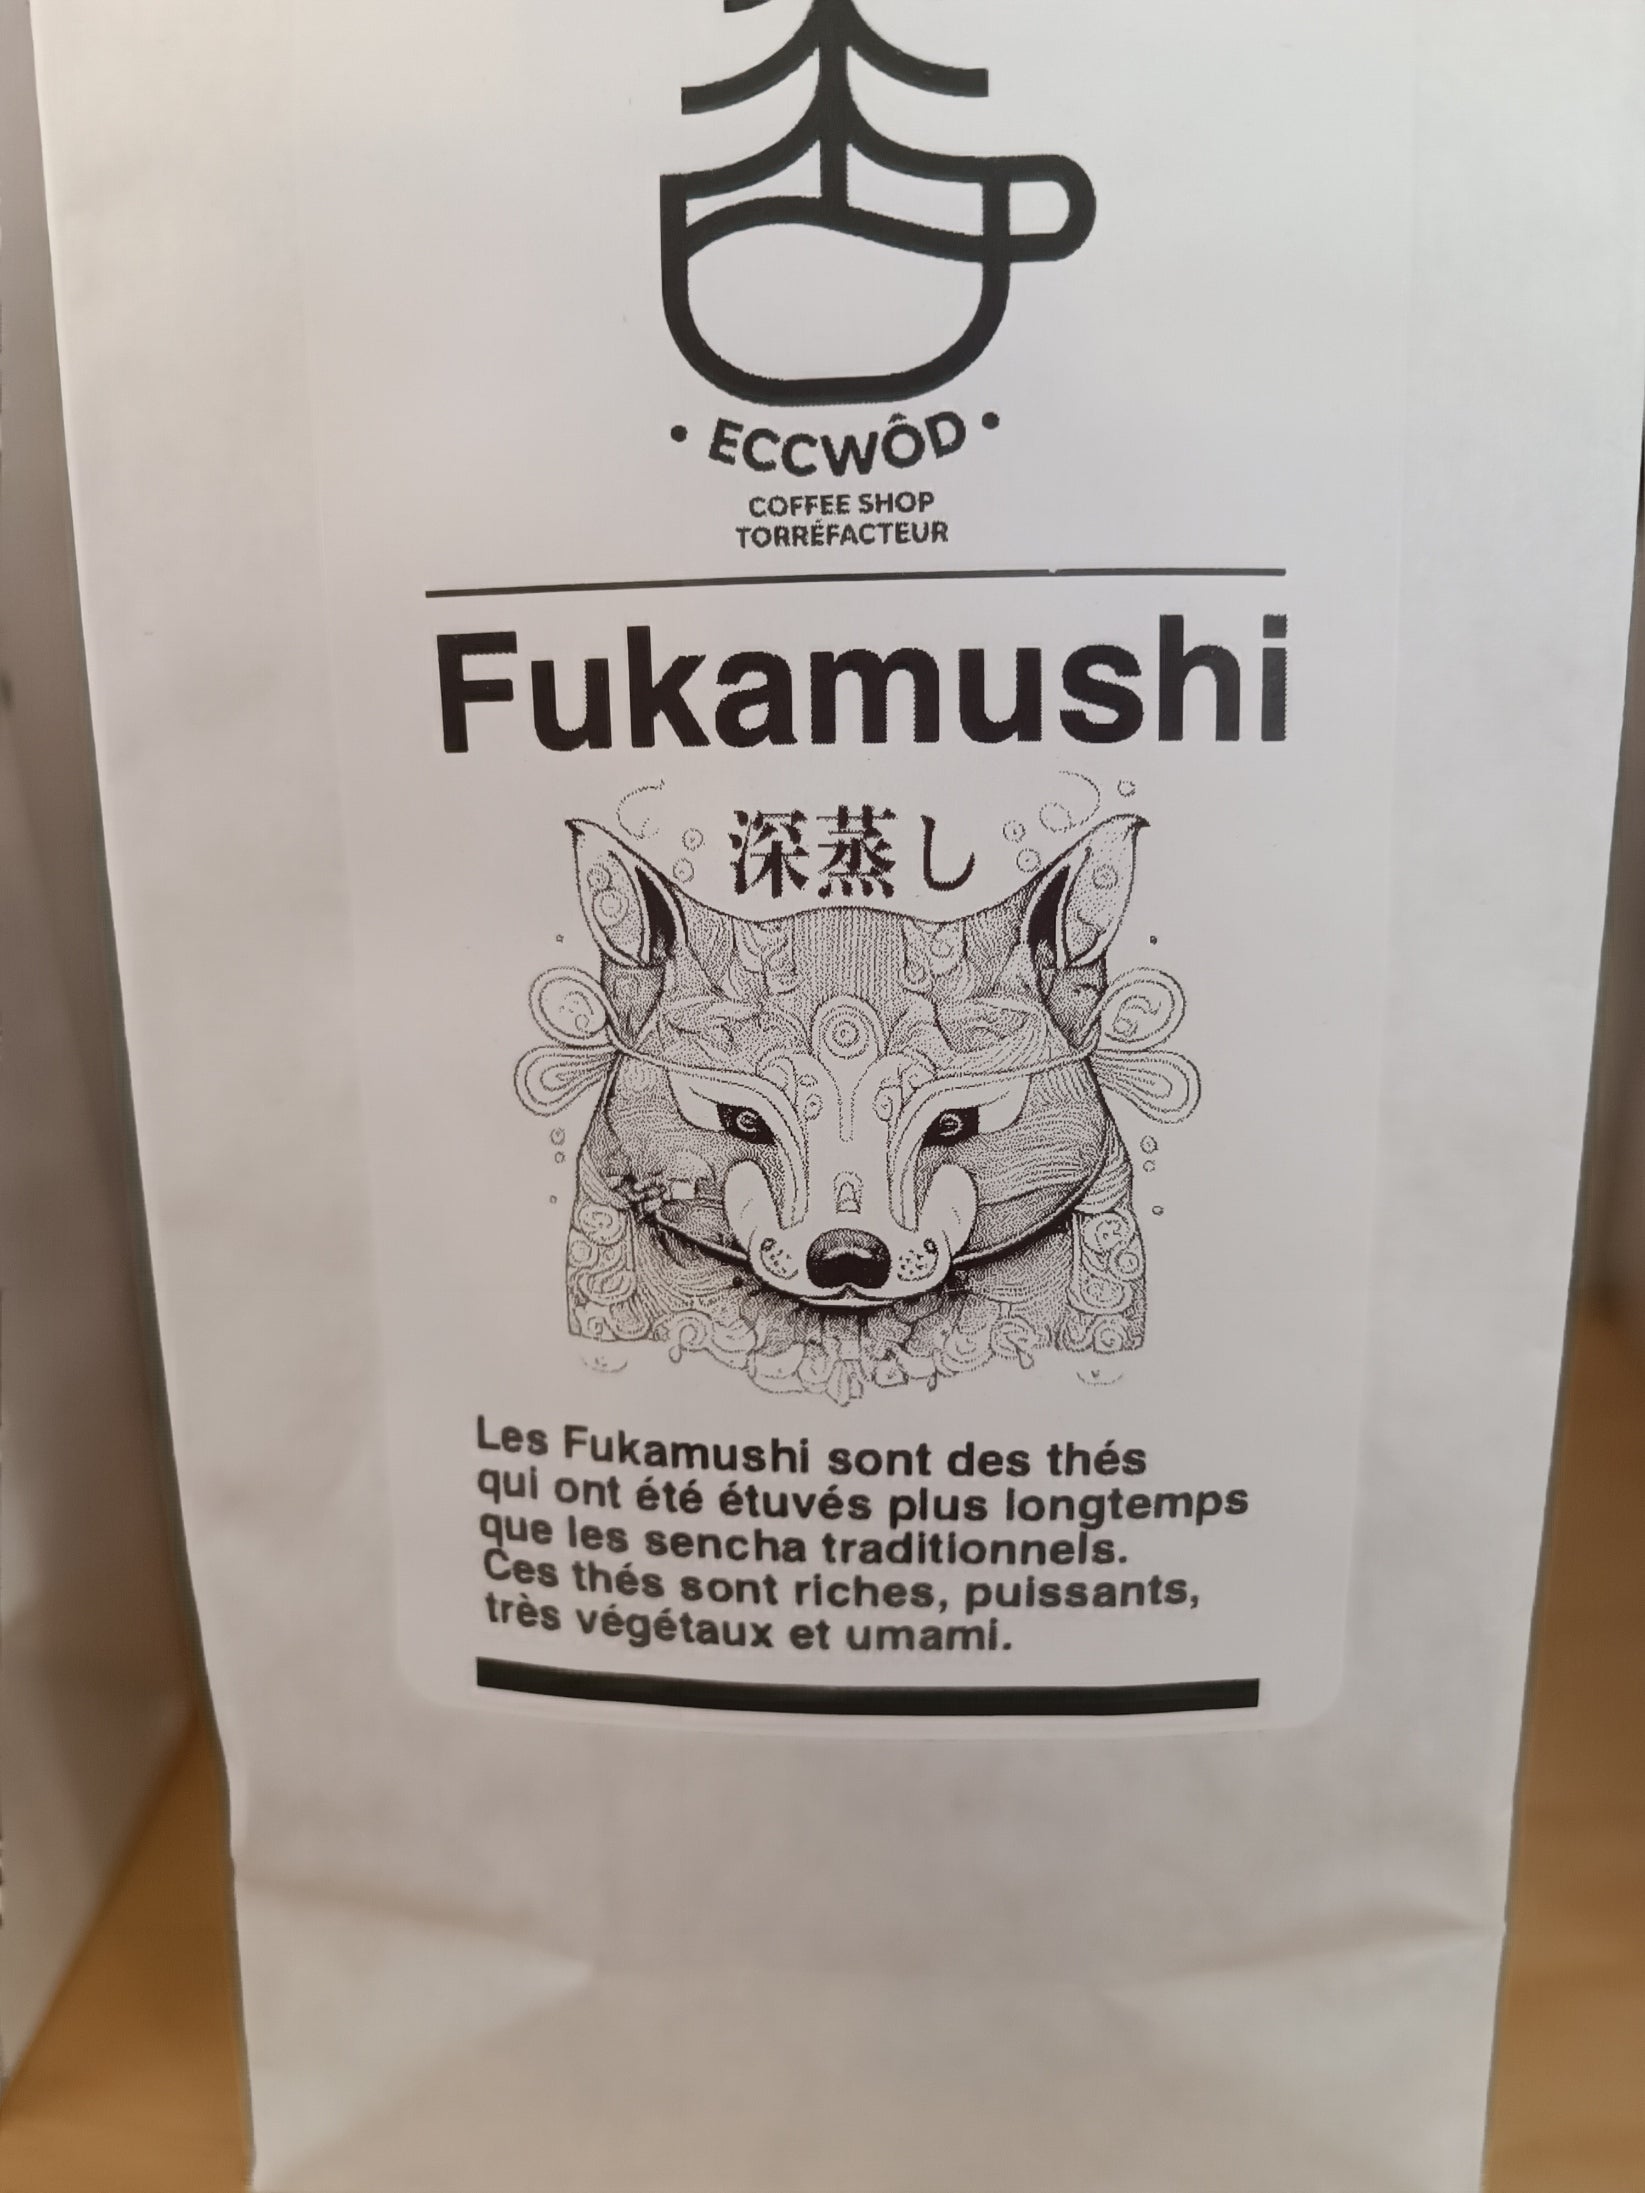 • ECCWÔD •
COFFEE SHOP
TORRÉFACTEUR
Fukamushi
深蒸し
Les Fukamushi sont des thés
qui ont été étuvés plus longtemps
que les sencha traditionnels.
Ces thés sont riches, puissants,
très végétaux et umami.